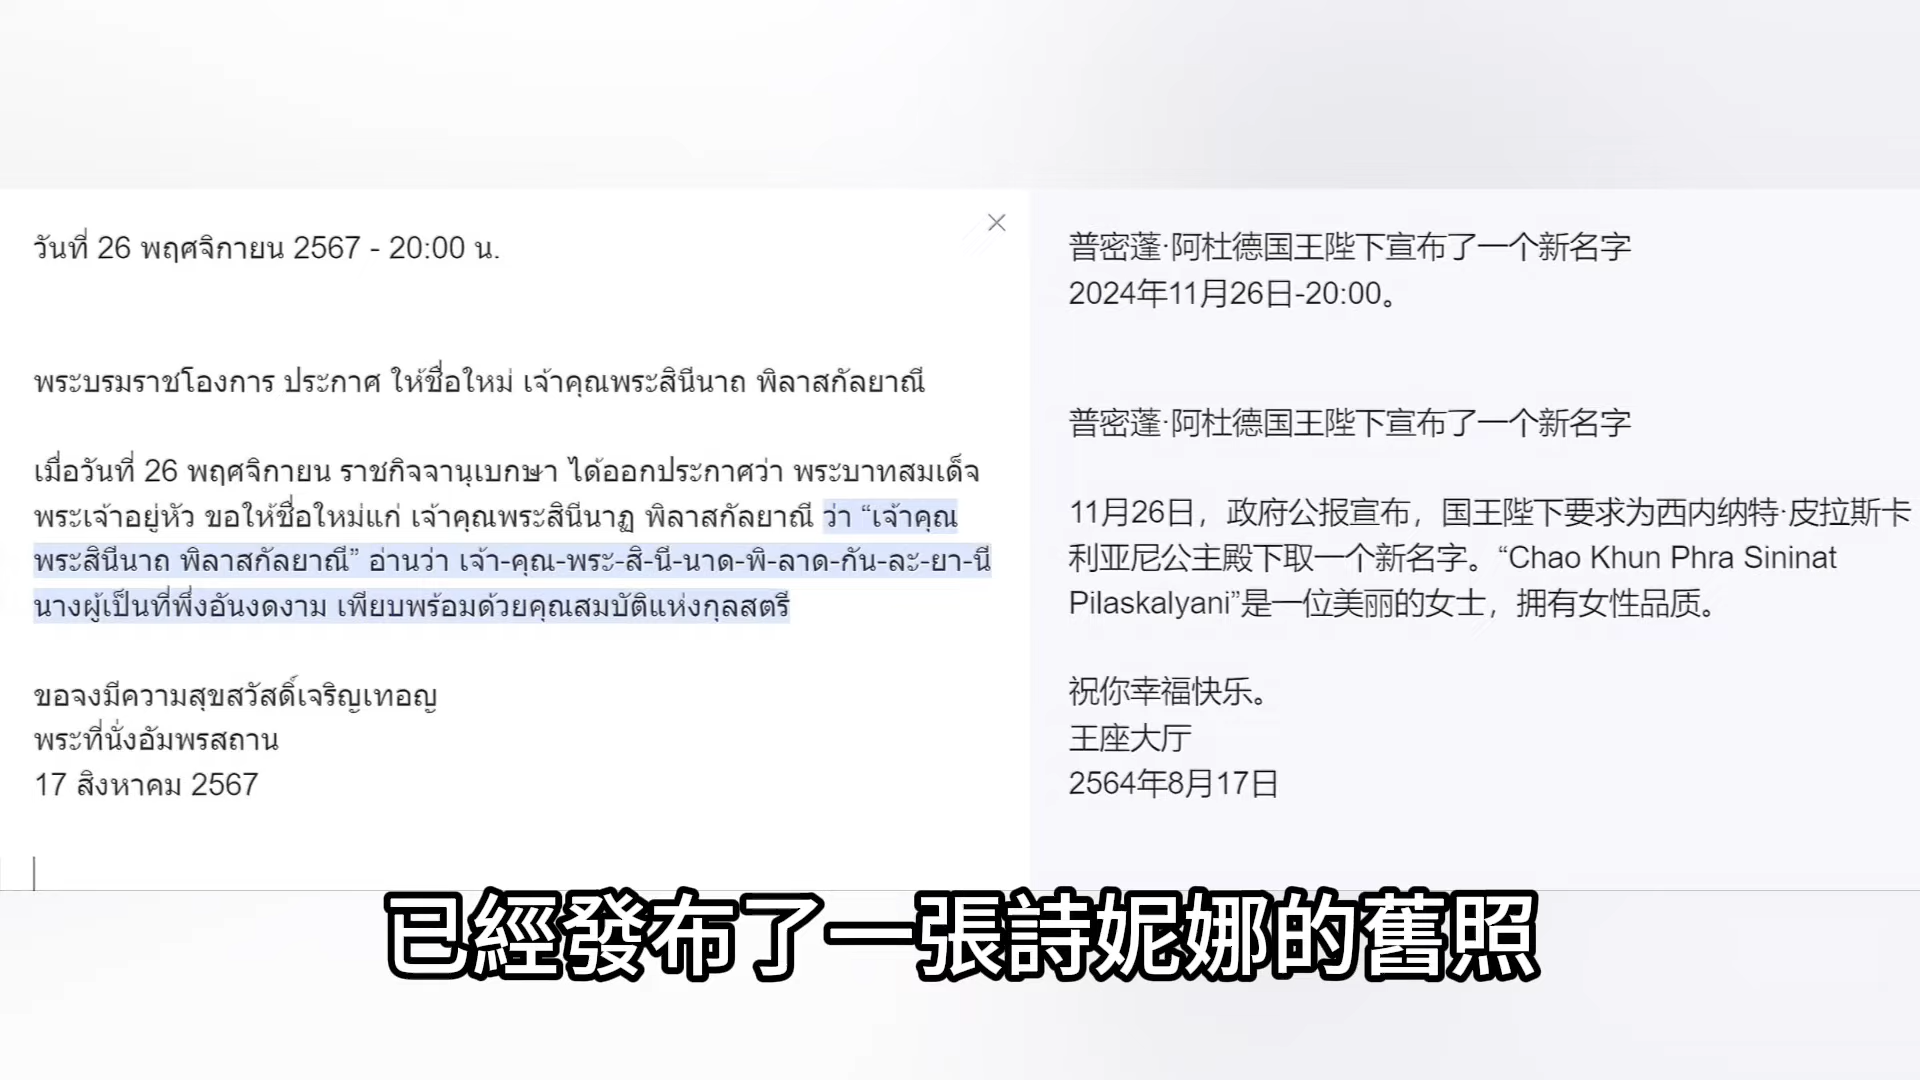 วันที่ 26 พฤศจิกายน 2567 - 20:00 น.
พระบรมราชโองการ ประกาศ ให้ชื่อใหม่ เจ้าคุณพระสินีนาถ พิลาสกัลยาณี
เมื่อวันที่ 26 พฤศจิกายน ราชกิจจานุเบกษา ได้ออกประกาศว่า พระบาทสมเด็จ
พระเจ้าอยู่หัว ขอให้ชื่อใหม่แก่ เจ้าคุณพระสินีนาฏ พิลาสกัลยาณี ว่า “เจ้าคุณ
พระสินีนาถ พิลาสกัลยาณี” อ่านว่า เจ้า-คุณ-พระ-สิ-นี-นาด-พิ-ลาด-กัน-ละ-ยา-นี
นางผู้เป็นที่พึ่งอันงดงาม เพียบพร้อมด้วยคุณสมบัติแห่งกุลสตรี
ขอจงมีความสุขสวัสดิ์เจริญเทอญ
พระที่นั่งอัมพรสถาน
17 สิงหาคม 2567
普密蓬·阿杜德国王陛下宣布了一个新名字
2024年11月26日-20:00。
普密蓬·阿杜德国王陛下宣布了一个新名字
11月26日，政府公报宣布，国王陛下要求为西内纳特·皮拉斯卡
利亚尼公主殿下取一个新名字。“Chao Khun Phra Sininat
Pilaskalyani”是一位美丽的女士，拥有女性品质。
祝你幸福快乐。
王座大厅
2564年8月17日
已經發布了一張詩妮娜的舊照